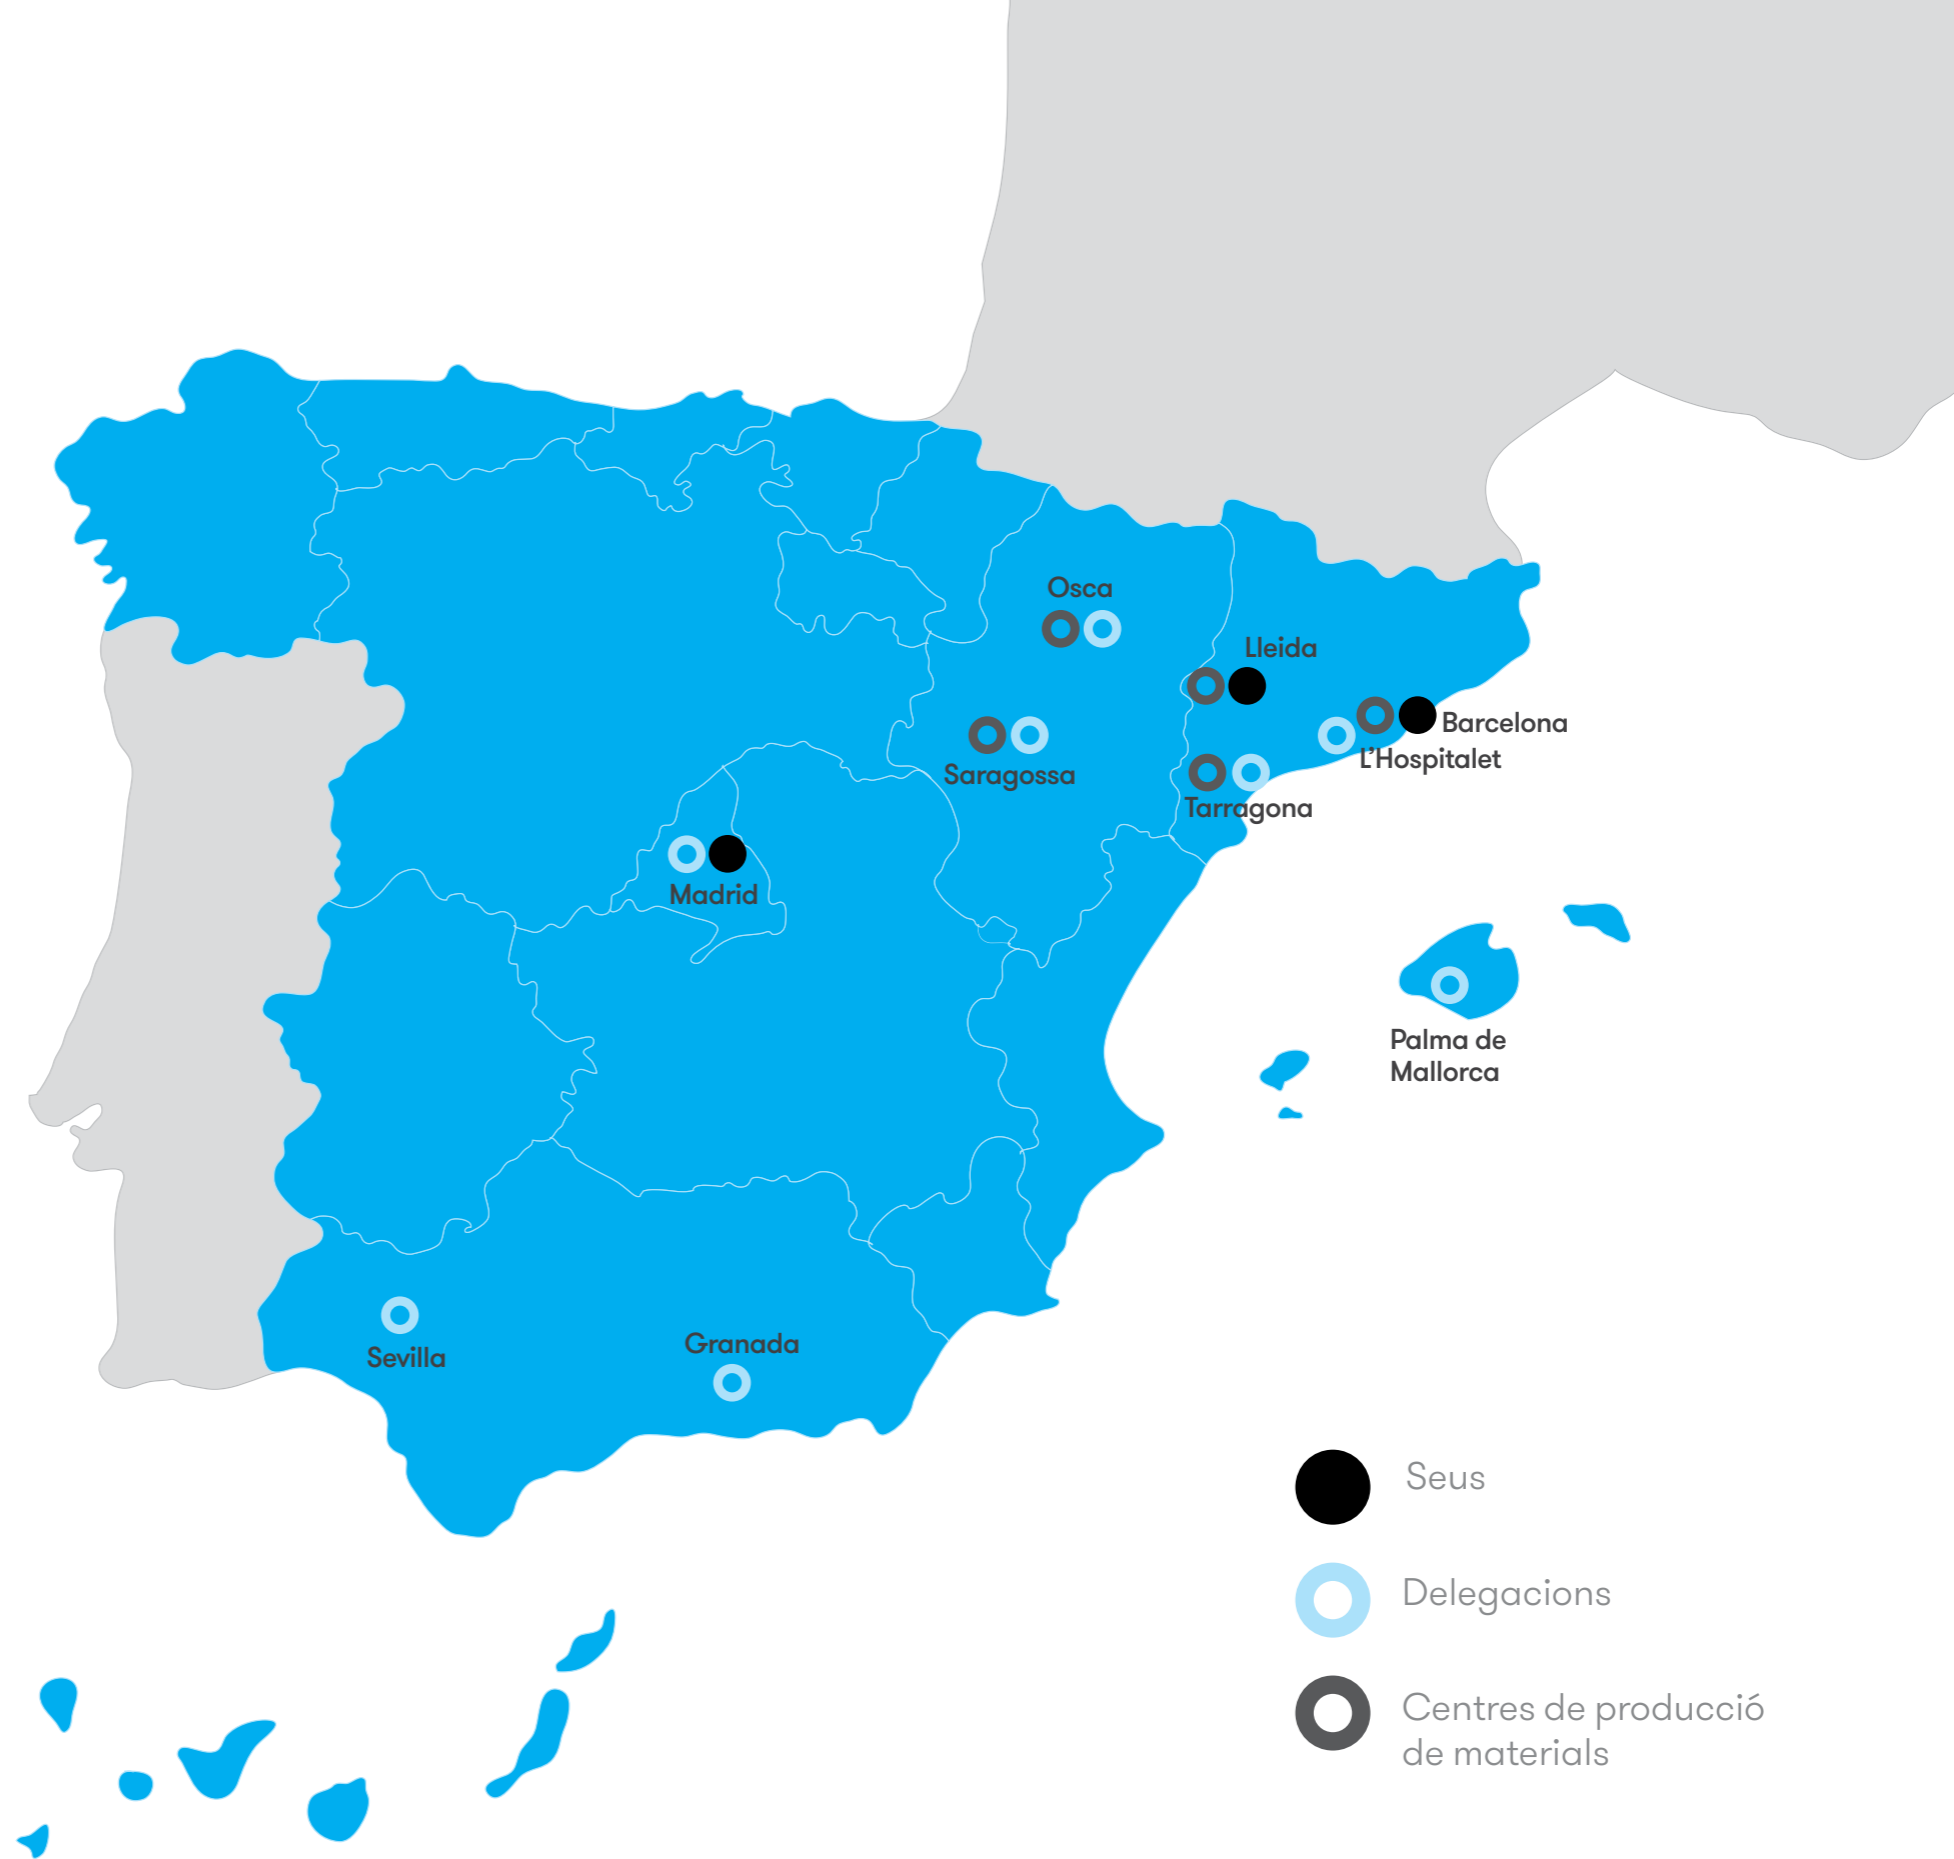 Osca
Lleida
Barcelona
L'Hospitalet
Saragossa
Tarragona
Madrid
Palma de
Mallorca
Sevilla
Granada
Seus
Delegacions
Centres de producció
de materials